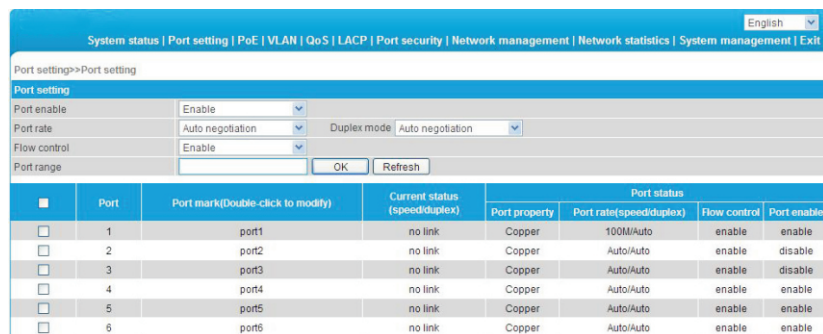 English
System status | Port setting | PoE | VLAN | QoS | LACP | Port security | Network management | Network statistics | System management | Exit
Port setting>>Port setting
Port setting
Port enable Enable
Port rate Auto negotiation Duplex mode Auto negotiation
Flow control Enable
Port range OK Refresh
Port Port mark(Double-click to modify) Current status (speed/duplex) Port status
Port property Port rate(speed/duplex) Flow control Port enable
1 port1 no link Copper 100M/Auto enable enable
2 port2 no link Copper Auto/Auto enable disable
3 port3 no link Copper Auto/Auto enable disable
4 port4 no link Copper Auto/Auto enable enable
5 port5 no link Copper Auto/Auto enable enable
6 port6 no link Copper Auto/Auto enable enable